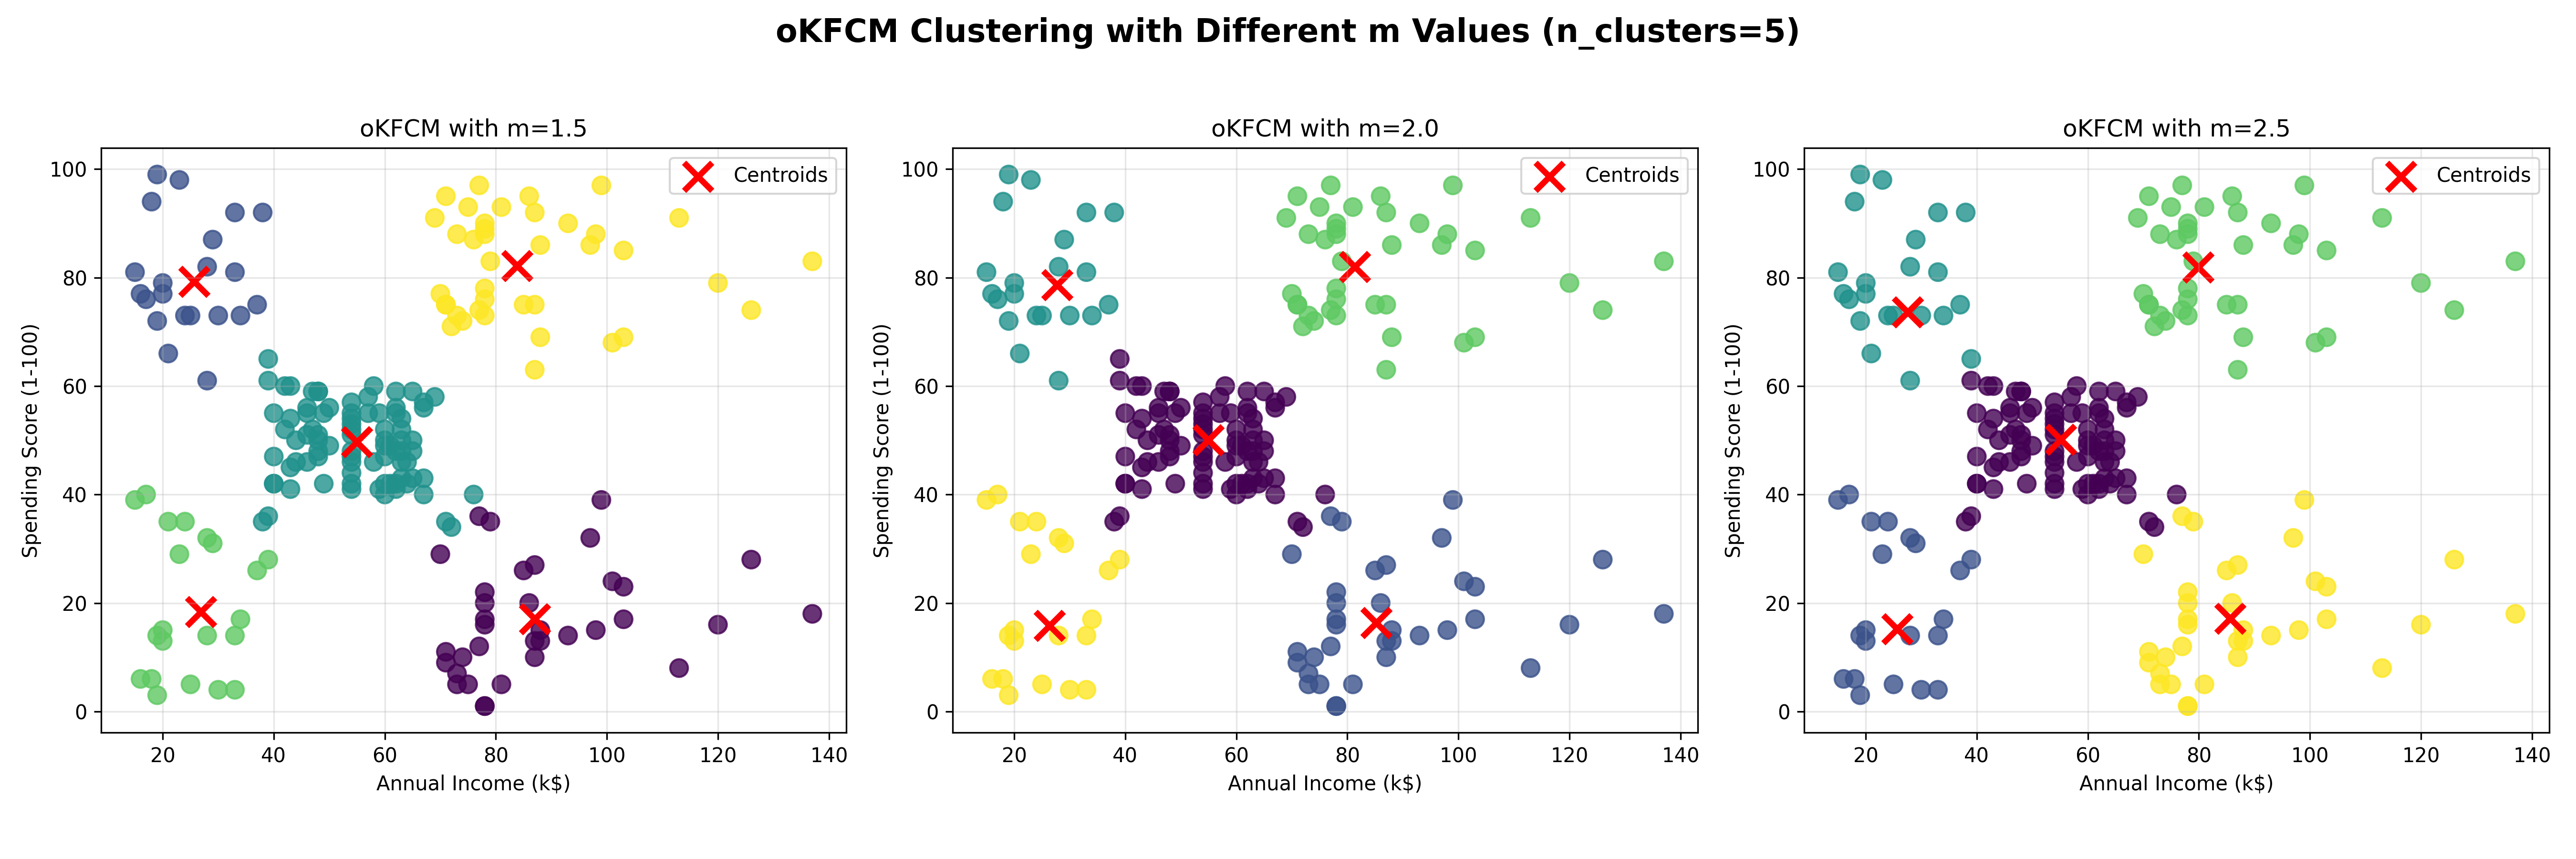 oKFCM Clustering with Different m Values (n_clusters=5)
oKFCM with m=1.5
Centroids
100
80
60
40
20
0
Spending Score (1-100)
20 40 60 80 100 120 140
Annual Income (k$)
oKFCM with m=2.0
Centroids
100
80
60
40
20
0
Spending Score (1-100)
20 40 60 80 100 120 140
Annual Income (k$)
oKFCM with m=2.5
Centroids
100
80
60
40
20
0
Spending Score (1-100)
20 40 60 80 100 120 140
Annual Income (k$)